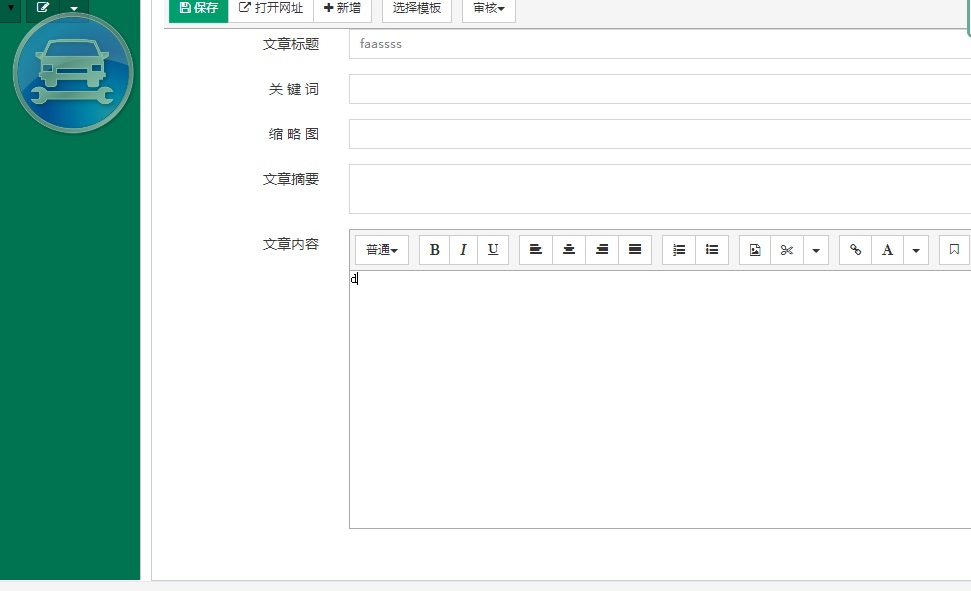 保存 打开网址 新增 选择模板 审核
文章标题 faassss
关 键 词
缩 略 图
文章摘要
文章内容 普通 B I U A
d